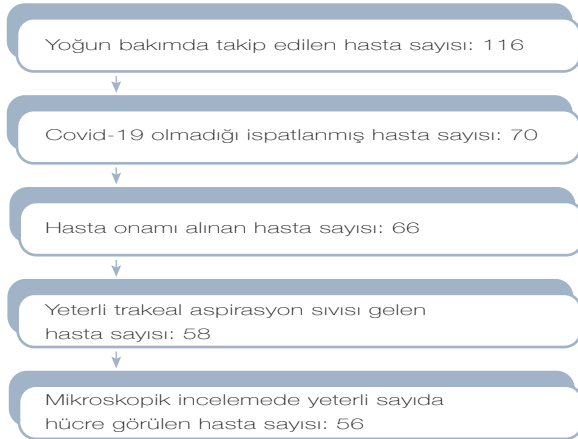 Yoğun bakımda takip edilen hasta sayısı: 116
Covid-19 olmadığı ispatlanmış hasta sayısı: 70
Hasta onamı alınan hasta sayısı: 66
Yeterli trakeal aspirasyon sıvısı gelen
hasta sayısı: 58
Mikroskopik incelemede yeterli sayıda
hücre görülen hasta sayısı: 56